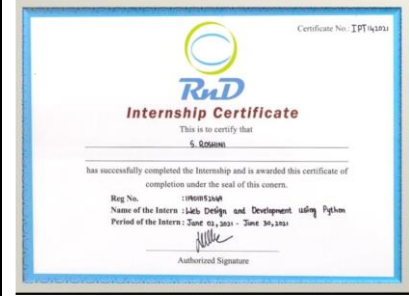 Certificate No.: IPT142021
RnD
Internship Certificate
This is to certify that
S. ROSHINI
has successfully completed the Internship and is awarded this certificate of
completion under the seal of this conern.
Reg No. :
Name of the Intern : Web Design and Development using Python
Period of the Intern : June 02, 2021 - June 30, 2021
Authorized Signature